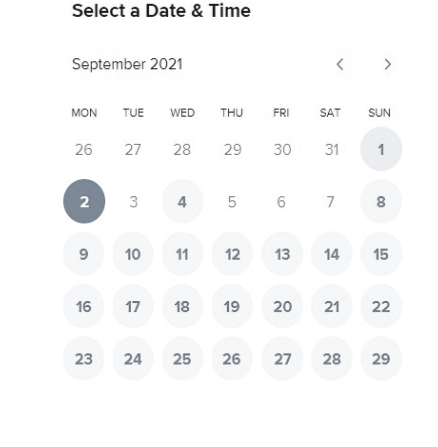 Select a Date & Time
September 2021
MON TUE WED THU FRI SAT SUN
26 27 28 29 30 31 1
2 3 4 5 6 7 8
9 10 11 12 13 14 15
16 17 18 19 20 21 22
23 24 25 26 27 28 29